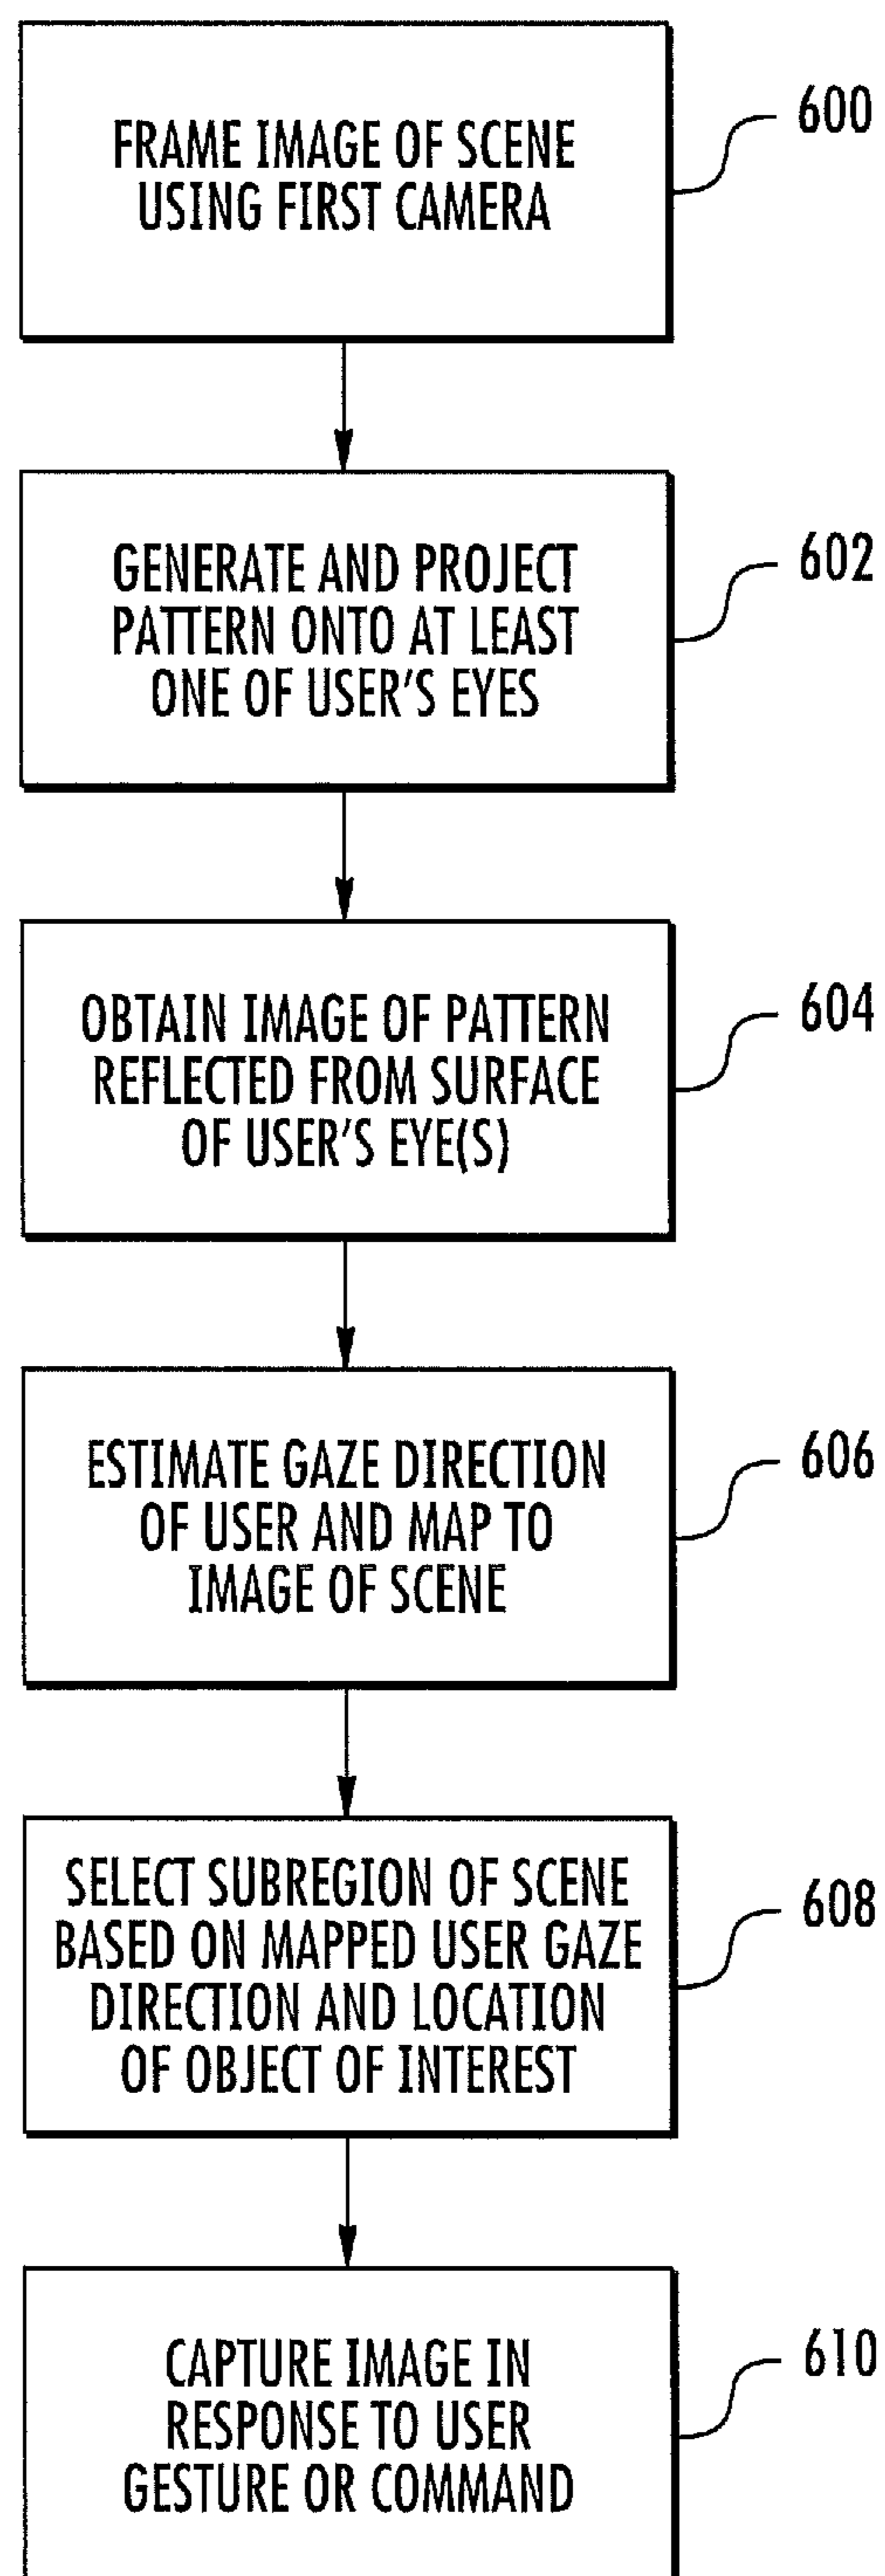 FRAME IMAGE OF SCENE
USING FIRST CAMERA
600
GENERATE AND PROJECT
PATTERN ONTO AT LEAST
ONE OF USER'S EYES
602
OBTAIN IMAGE OF PATTERN
REFLECTED FROM SURFACE
OF USER'S EYE(S)
604
ESTIMATE GAZE DIRECTION
OF USER AND MAP TO
IMAGE OF SCENE
606
SELECT SUBREGION OF SCENE
BASED ON MAPPED USER GAZE
DIRECTION AND LOCATION
OF OBJECT OF INTEREST
608
CAPTURE IMAGE IN
RESPONSE TO USER
GESTURE OR COMMAND
610